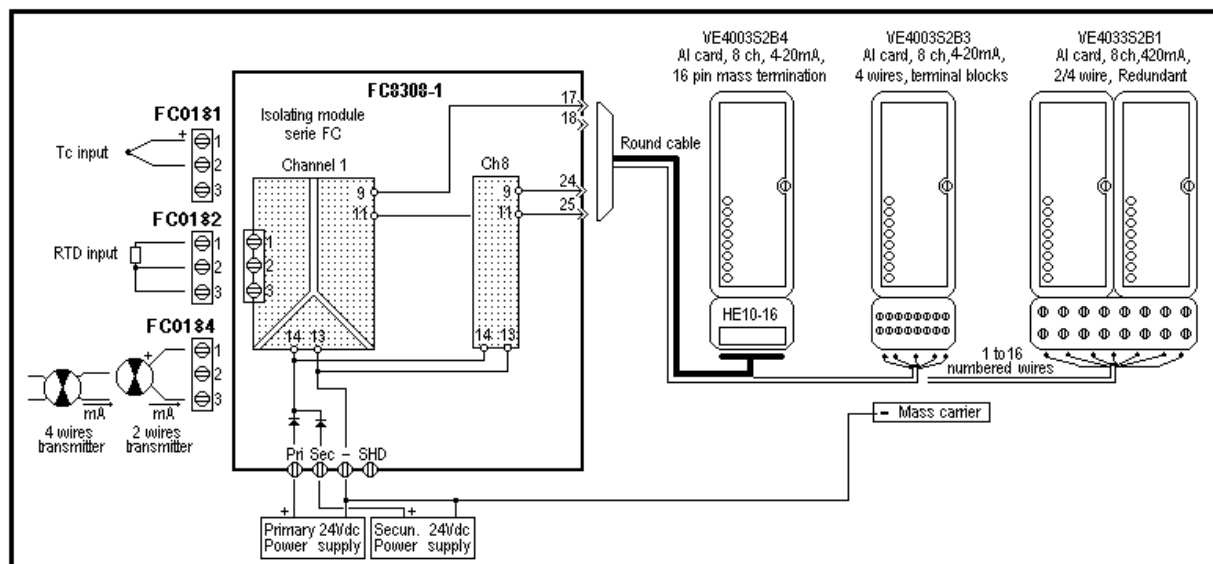 VE4003S2B4
AI card, 8 ch, 4-20mA,
16 pin mass termination
VE4003S2B3
AI card, 8 ch,4-20mA,
4 wires, terminal blocks
VE4033S2B1
AI card, 8ch,420mA,
2/4 wire, Redundant
FC8308-1
Isolating module
serie FC
Channel 1
Ch8
9
11
9
11
1
2
3
14
13
14
13
17
18
24
25
Round cable
FC0181
Tc input
+
1
2
3
FC0182
RTD input
1
2
3
FC0184
+
1
2
3
mA
mA
4 wires
transmitter
2 wires
transmitter
HE10-16
1 to 16
numbered wires
- Mass carrier
Pri Sec - SHD
+
+
Primary 24Vdc
Power supply
Secun. 24Vdc
Power supply